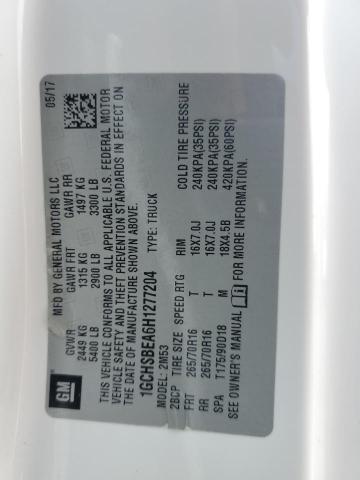 MFD BY GENERAL MOTORS LLC 05/17
GVWR GAWR FRT GAWR RR
2449 KG 1315 KG 1497 KG
5400 LB 2900 LB 3300 LB
THIS VEHICLE CONFORMS TO ALL APPLICABLE U.S. FEDERAL MOTOR
VEHICLE SAFETY AND THEFT PREVENTION STANDARDS IN EFFECT ON
THE DATE OF MANUFACTURE SHOWN ABOVE.
1GCHSBEA6H1277204 TYPE: TRUCK
2M53
2BCP TIRE SIZE SPEED RTG RIM COLD TIRE PRESSURE
FRT 265/70R16 T 16X7.0J 240KPA(35PSI)
RR 265/70R16 T 16X7.0J 240KPA(35PSI)
SPA T175/90D18 M 18X4.5B 420KPA(60PSI)
SEE OWNER'S MANUAL FOR MORE INFORMATION.
GM